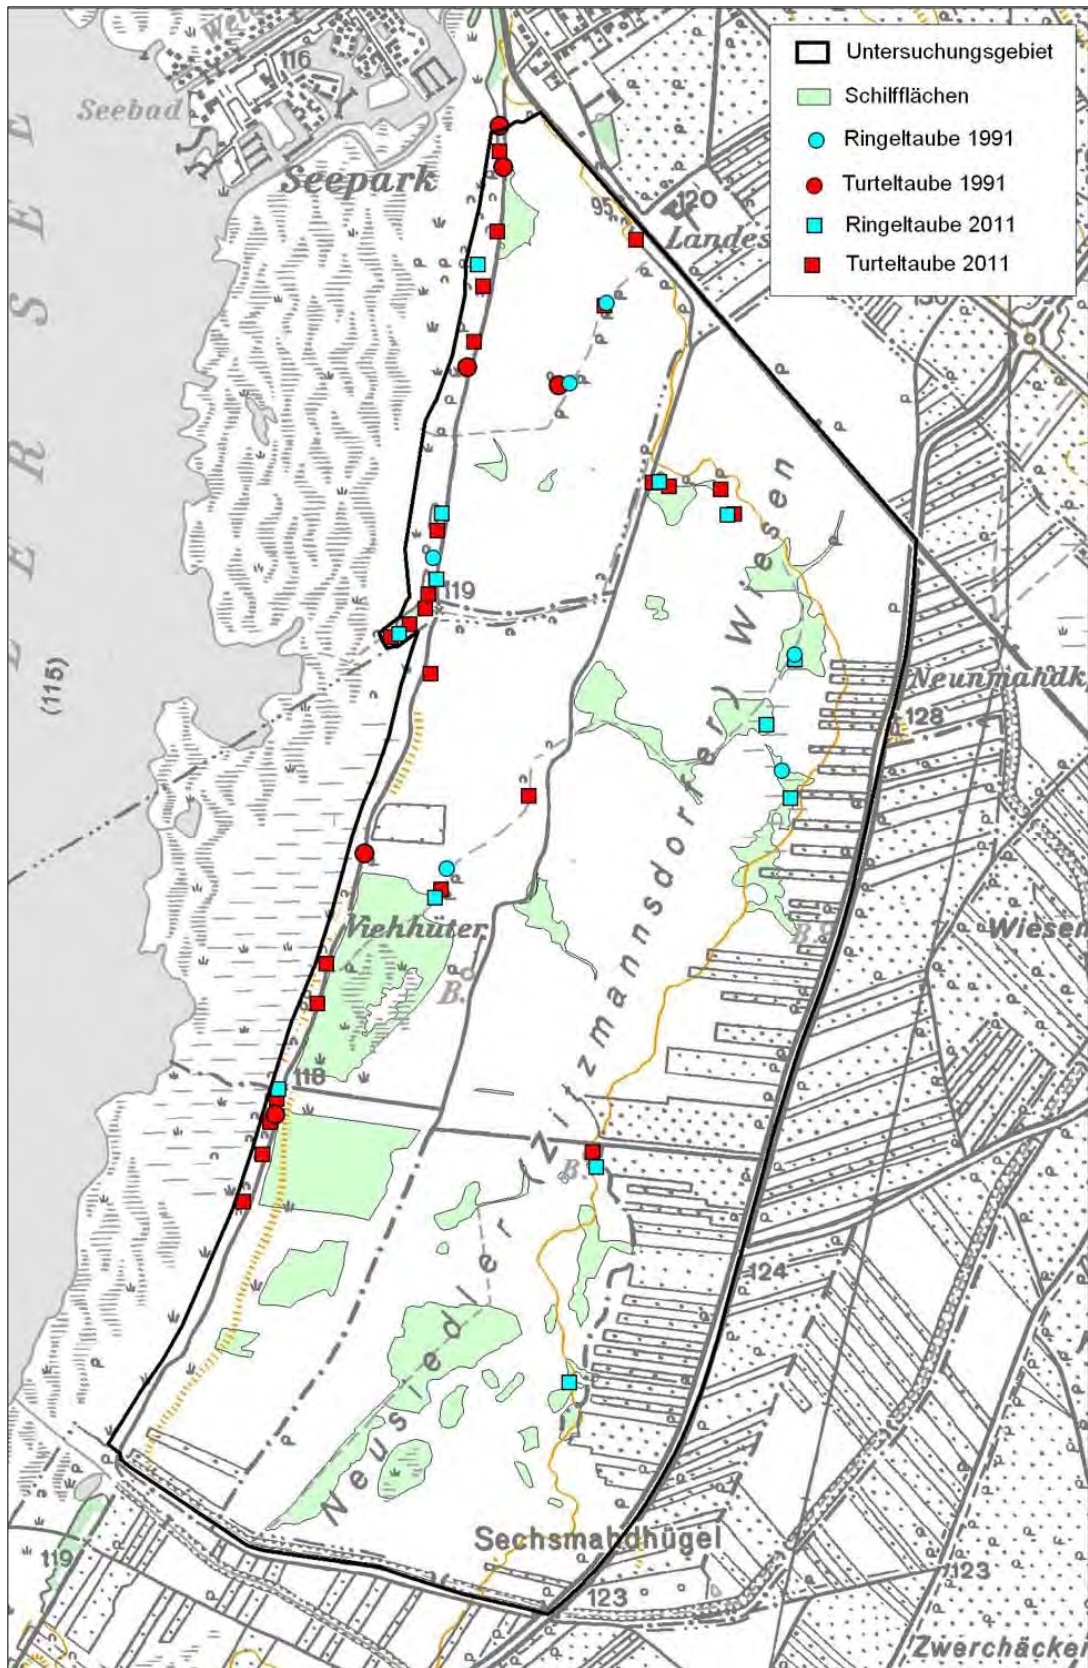 Untersuchungsgebiet
Schilfflächen
Ringeltaube 1991
Turteltaube 1991
Ringeltaube 2011
Turteltaube 2011
116
Seebad
Seepark
95
120
Landes
E R S E E
(115)
119
Neunmahdk
128
Viehhüter
B.
B.
Wiesen
118
B.
124
Neusiedler (Zitzmannsdorfer) Wiesen
Sechsmahdhügel
119
123
123
Zwerchäcker